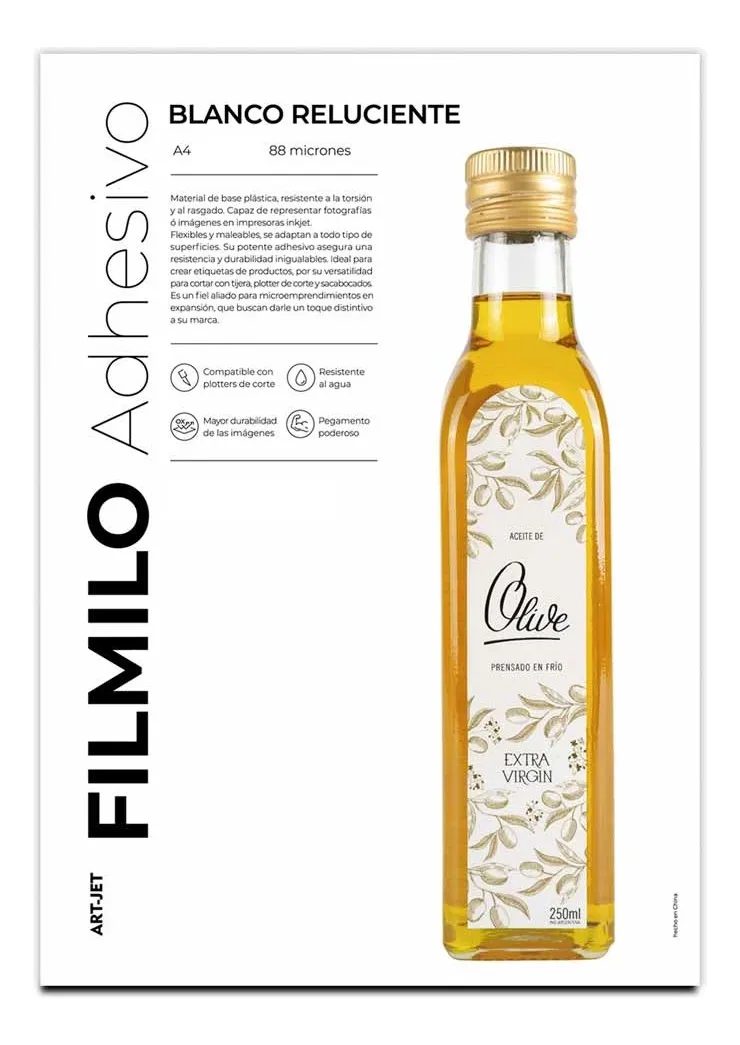 BLANCO RELUCIENTE
A4 88 micrones
Material de base plástica, resistente a la torsión
y al rasgado. Capaz de representar fotografías
ó imágenes en impresoras inkjet.
Flexibles y maleables, se adaptan a todo tipo de
superficies. Su potente adhesivo asegura una
resistencia y durabilidad inigualables. Ideal para
crear etiquetas de productos, por su versatilidad
para cortar con tijera, plotter de corte y sacabocados.
Es un fiel aliado para microemprendimientos en
expansión, que buscan darle un toque distintivo
a su marca.
Compatible con
plotters de corte
Resistente
al agua
Mayor durabilidad
de las imágenes
Pegamento
poderoso
FILMILO Adhesivo
ART-JET
ACEITE DE
Olive
PRENSADO EN FRÍO
EXTRA
VIRGIN
250ml
Hecho en China